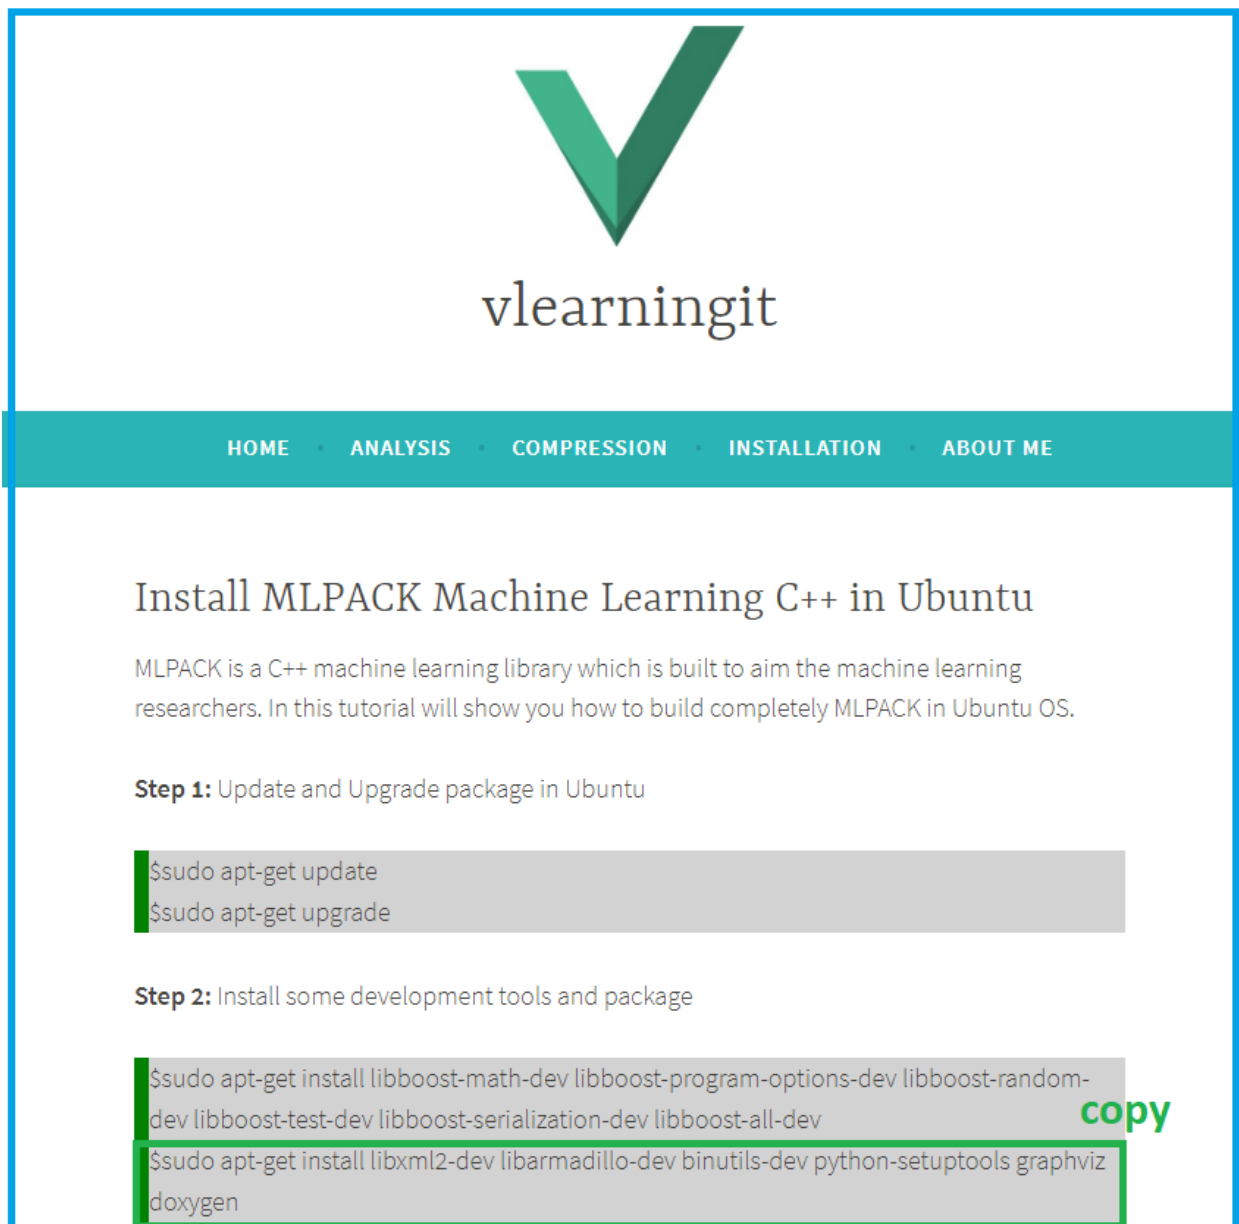 vlearningit
HOME · ANALYSIS · COMPRESSION · INSTALLATION · ABOUT ME
Install MLPACK Machine Learning C++ in Ubuntu
MLPACK is a C++ machine learning library which is built to aim the machine learning
researchers. In this tutorial will show you how to build completely MLPACK in Ubuntu OS.
Step 1: Update and Upgrade package in Ubuntu
$sudo apt-get update
$sudo apt-get upgrade
Step 2: Install some development tools and package
$sudo apt-get install libboost-math-dev libboost-program-options-dev libboost-random-
dev libboost-test-dev libboost-serialization-dev libboost-all-dev
copy
$sudo apt-get install libxml2-dev libarmadillo-dev binutils-dev python-setuptools graphviz
doxygen